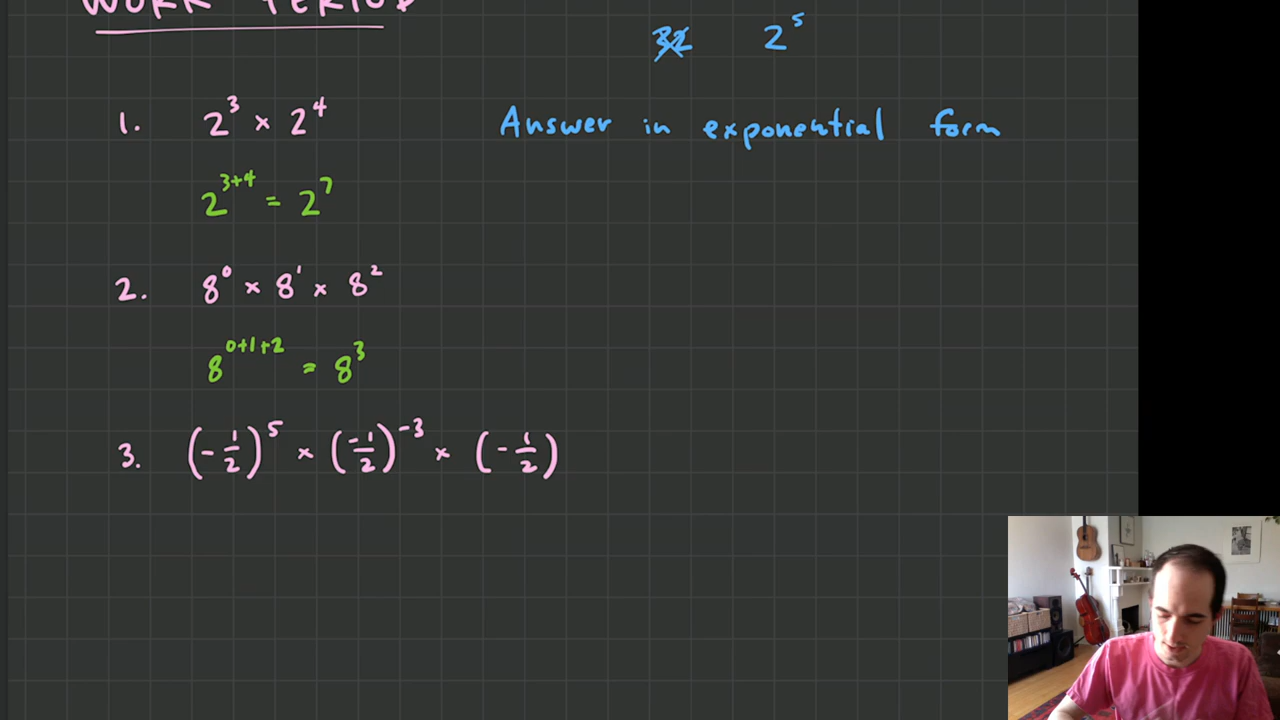 WORK PERIOD
32 2^5
1. 2^3 × 2^4
Answer in exponential form
2^{3+4} = 2^7
2. 8^0 × 8^1 × 8^2
8^{0+1+2} = 8^3
3. (-1/2)^5 × (-1/2)^{-3} × (-1/2)